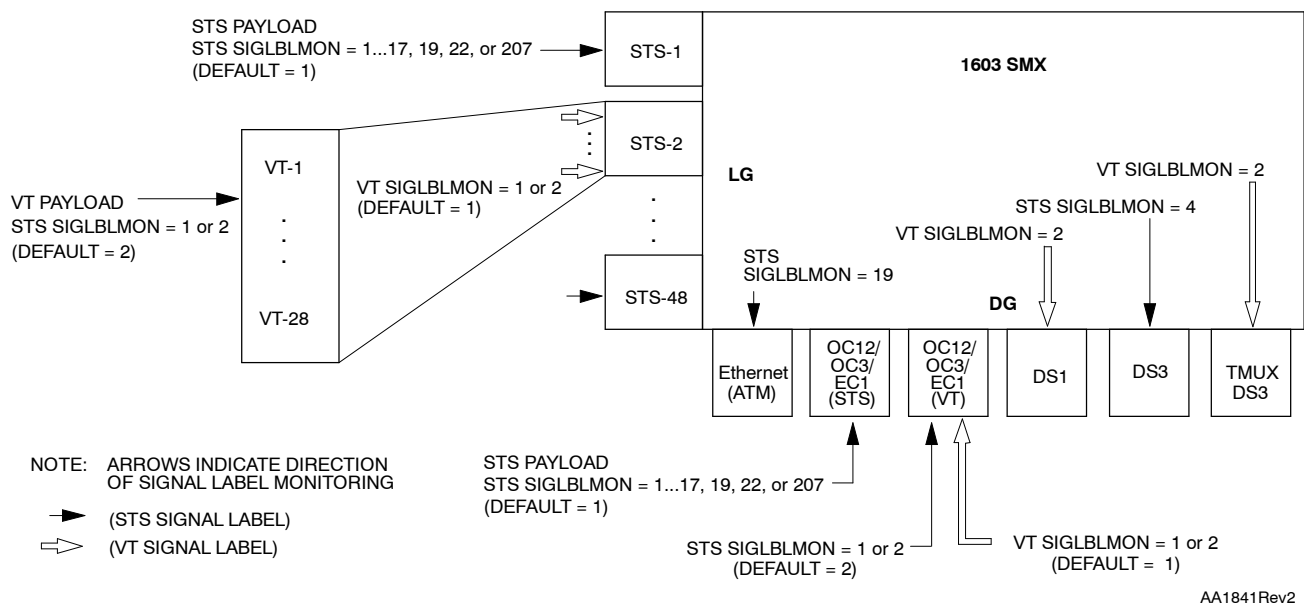 STS PAYLOAD
STS SIGLBLMON = 1...17, 19, 22, or 207
(DEFAULT = 1)
STS-1
1603 SMX
STS-2
VT-1
VT SIGLBLMON = 1 or 2
(DEFAULT = 1)
VT PAYLOAD
STS SIGLBLMON = 1 or 2
(DEFAULT = 2)
VT-28
LG
VT SIGLBLMON = 2
STS SIGLBLMON = 4
VT SIGLBLMON = 2
STS
SIGLBLMON = 19
DG
STS-48
Ethernet
(ATM)
OC12/
OC3/
EC1
(STS)
OC12/
OC3/
EC1
(VT)
DS1
DS3
TMUX
DS3
NOTE: ARROWS INDICATE DIRECTION
OF SIGNAL LABEL MONITORING
(STS SIGNAL LABEL)
(VT SIGNAL LABEL)
STS PAYLOAD
STS SIGLBLMON = 1...17, 19, 22, or 207
(DEFAULT = 1)
STS SIGLBLMON = 1 or 2
(DEFAULT = 2)
VT SIGLBLMON = 1 or 2
(DEFAULT = 1)
AA1841Rev2